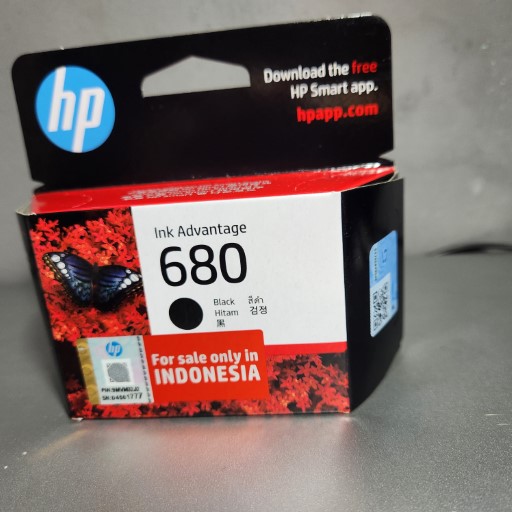 hp
Download the free
HP Smart app.
hpapp.com
Ink Advantage
680
Black สีดำ
Hitam 검정
黑
hp
For sale only in
INDONESIA